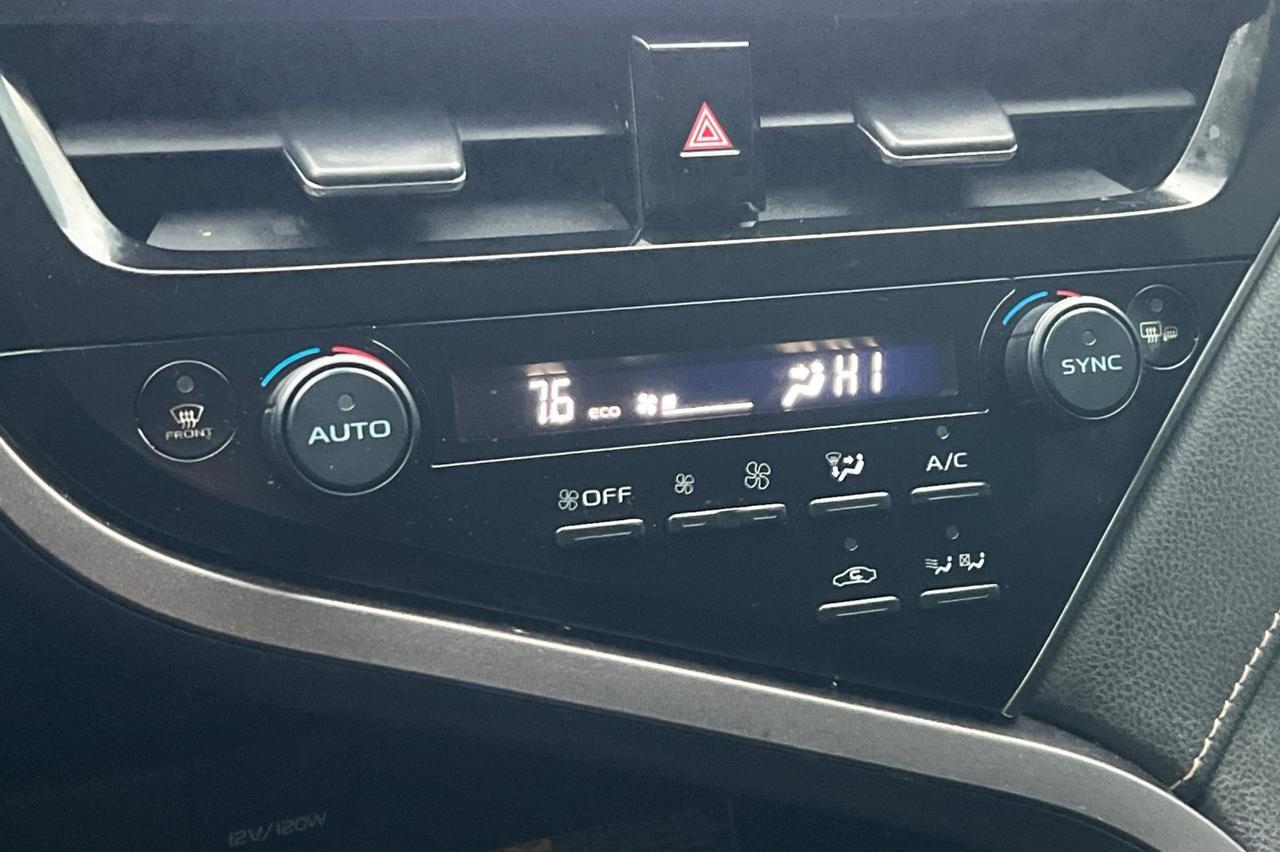 76 ECO HI
SYNC
FRONT
AUTO
OFF
A/C
12V/120W